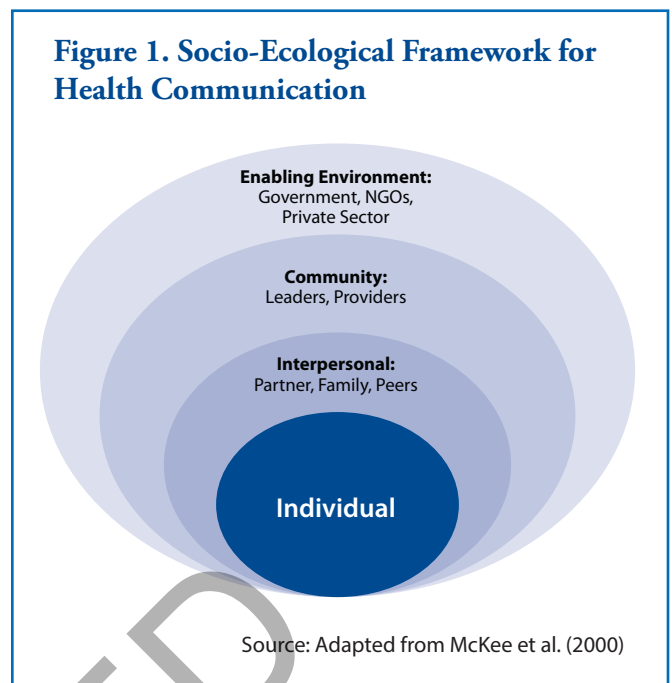 Figure 1. Socio-Ecological Framework for
Health Communication
Enabling Environment:
Government, NGOs,
Private Sector
Community:
Leaders, Providers
Interpersonal:
Partner, Family, Peers
Individual
Source: Adapted from McKee et al. (2000)